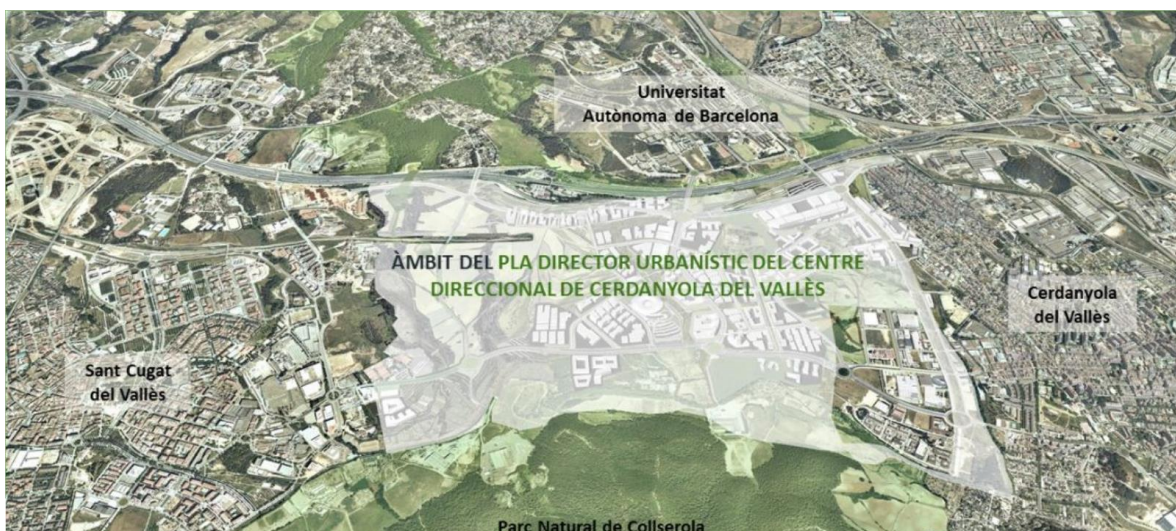 Universitat
Autònoma de Barcelona
ÀMBIT DEL PLA DIRECTOR URBANÍSTIC DEL CENTRE
DIRECCIONAL DE CERDANYOLA DEL VALLÈS
Cerdanyola
del Vallès
Sant Cugat
del Vallès
Parc Natural de Collserola